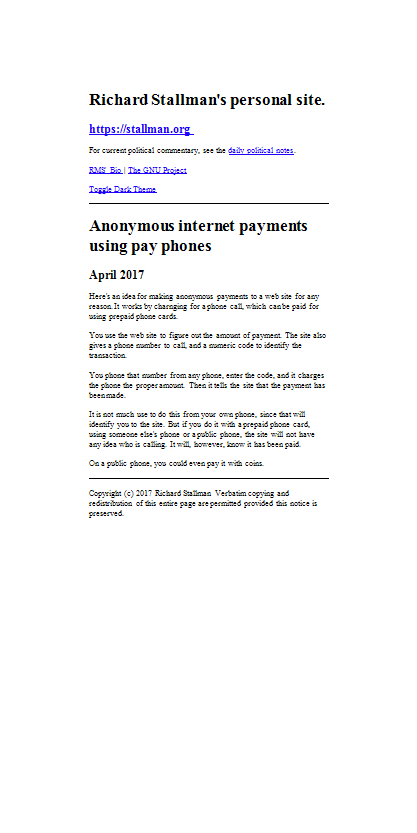 Richard Stallman's personal site.
https://stallman.org
For current political commentary, see the daily political notes.
RMS' Bio | The GNU Project
Toggle Dark Theme
Anonymous internet payments
using pay phones
April 2017
Here's an idea for making anonymous payments to a web site for any
reason. It works by charnging for a phone call, which can be paid for
using prepaid phone cards.
You use the web site to figure out the amount of payment. The site also
gives a phone number to call, and a numeric code to identify the
transaction.
You phone that number from any phone, enter the code, and it charges
the phone the proper amount. Then it tells the site that the payment has
been made.
It is not much use to do this from your own phone, since that will
identify you to the site. But if you do it with a prepaid phone card,
using someone else's phone or a public phone, the site will not have
any idea who is calling. It will, however, know it has been paid.
On a public phone, you could even pay it with coins.
Copyright (c) 2017 Richard Stallman Verbatim copying and
redistribution of this entire page are permitted provided this notice is
preserved.